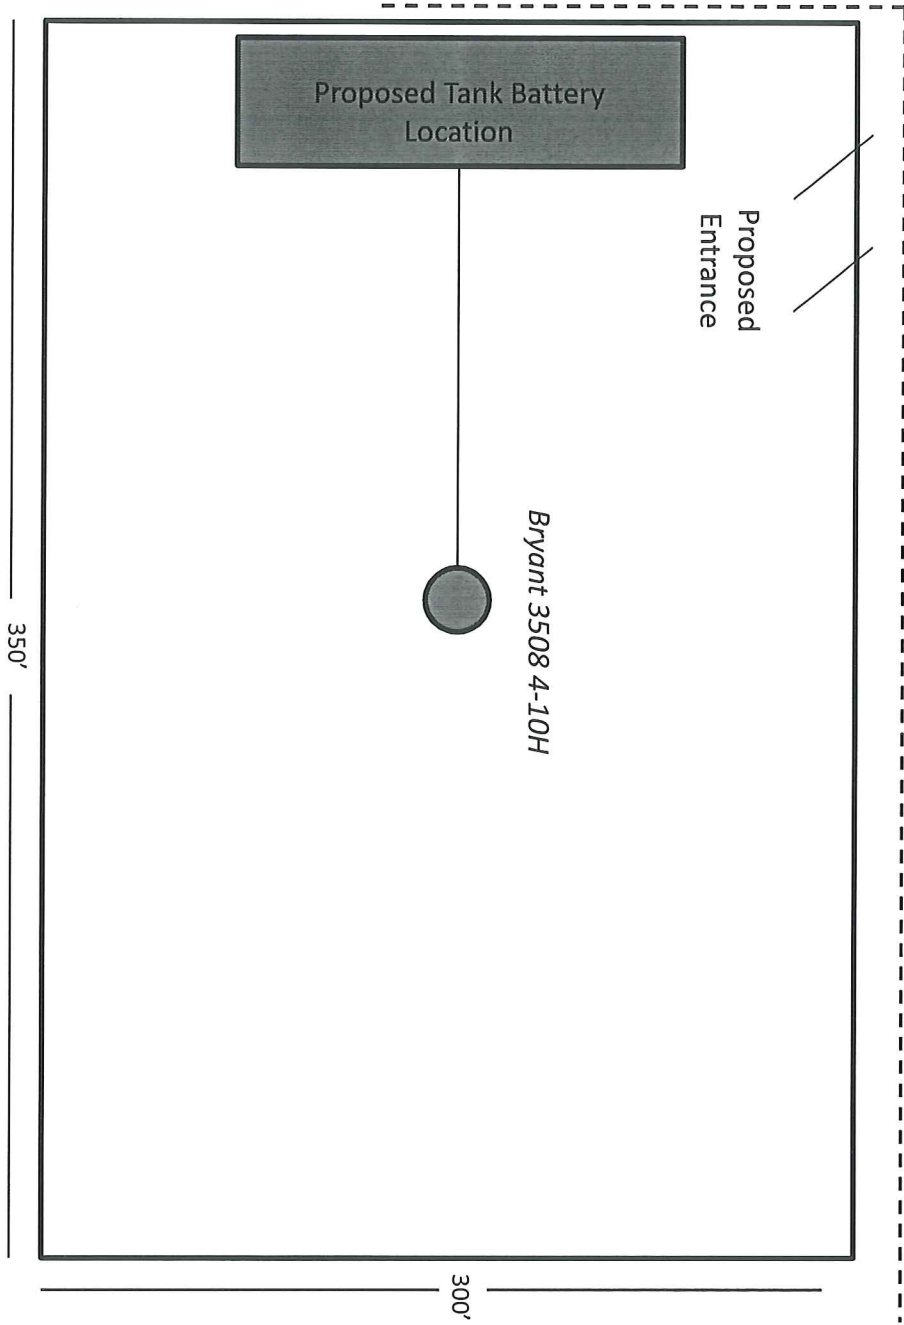 Proposed Tank Battery
Location
Proposed
Entrance
Bryant 3508 4-10H
350'
300'